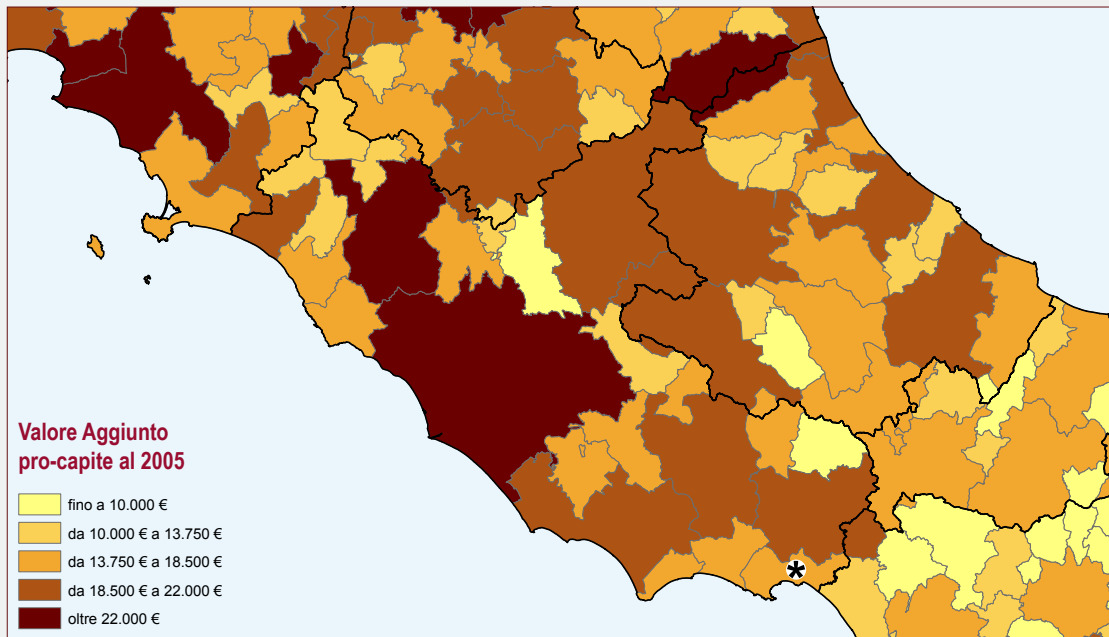 Valore Aggiunto
pro-capite al 2005
fino a 10.000 €
da 10.000 € a 13.750 €
da 13.750 € a 18.500 €
da 18.500 € a 22.000 €
oltre 22.000 €
*